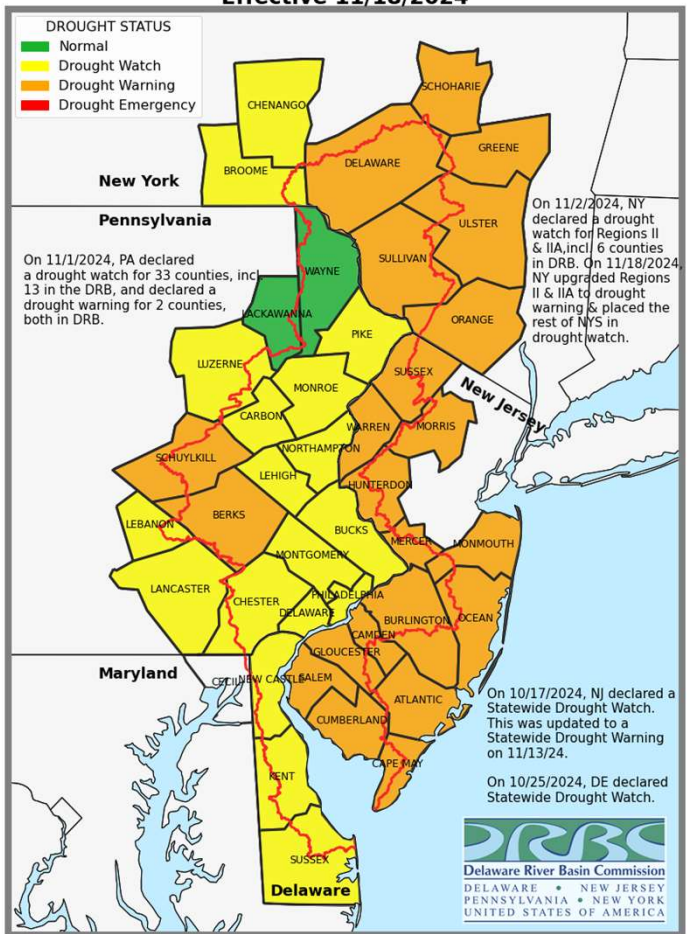 Effective 11/18/2024
DROUGHT STATUS
Normal
Drought Watch
Drought Warning
Drought Emergency
SCHOHARIE
CHENANGO
GREENE
DELAWARE
BROOME
New York
Pennsylvania
On 11/2/2024, NY
declared a drought
watch for Regions II
& IIA,incl. 6 counties
in DRB. On 11/18/2024,
NY upgraded Regions
II & IIA to drought
warning & placed the
rest of NYS in
drought watch.
ULSTER
SULLIVAN
On 11/1/2024, PA declared
a drought watch for 33 counties, incl.
13 in the DRB, and declared a
drought warning for 2 counties,
both in DRB.
WAYNE
LACKAWANNA
ORANGE
PIKE
LUZERNE
SUSSEX
MONROE
New Jersey
CARBON
WARREN
MORRIS
NORTHAMPTON
SCHUYLKILL
LEHIGH
HUNTERDON
BERKS
LEBANON
BUCKS
MERCER
MONMOUTH
MONTGOMERY
LANCASTER
PHILADELPHIA
CHESTER
DELAWARE
OCEAN
BURLINGTON
CAMDEN
GLOUCESTER
Maryland
CECIL
NEW CASTLE
SALEM
ATLANTIC
CUMBERLAND
On 10/17/2024, NJ declared a
Statewide Drought Watch.
This was updated to a
Statewide Drought Warning
on 11/13/24.
CAPE MAY
KENT
On 10/25/2024, DE declared
Statewide Drought Watch.
SUSSEX
Delaware
DRBC
Delaware River Basin Commission
DELAWARE • NEW JERSEY
PENNSYLVANIA • NEW YORK
UNITED STATES OF AMERICA